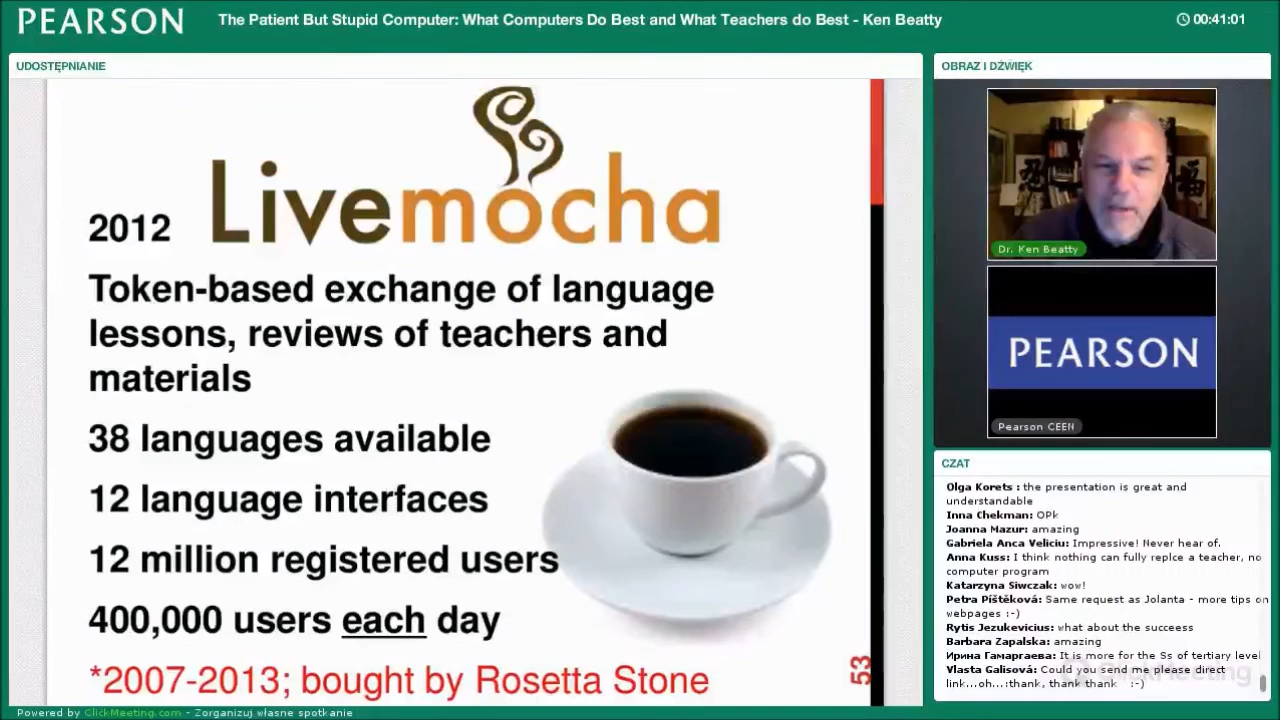 PEARSON
The Patient But Stupid Computer: What Computers Do Best and What Teachers do Best - Ken Beatty
00:41:01
UDOSTĘPNIANIE
2012 Livemocha
Token-based exchange of language
lessons, reviews of teachers and
materials
38 languages available
12 language interfaces
12 million registered users
400,000 users each day
*2007-2013; bought by Rosetta Stone
53
OBRAZ I DŹWIĘK
Dr. Ken Beatty
PEARSON
Pearson CEEN
CZAT
Olga Korets : the presentation is great and
understandable
Inna Chekman: OPk
Joanna Mazur: amazing
Gabriela Anca Veliciu: Impressive! Never hear of.
Anna Kuss: I think nothing can fully replce a teacher, no
computer program
Katarzyna Siwczak: wow!
Petra Píštěková: Same request as Jolanta - more tips on
webpages :-)
Rytis Jezukevicius: what about the succeess
Barbara Zapalska: amazing
Ирина Гамаргаева: It is more for the Ss of tertiary level
Vlasta Galisová: Could you send me please direct
link...oh...:thank, thank thank :-)
ClickMeeting
Powered by ClickMeeting.com - Zorganizuj własne spotkanie